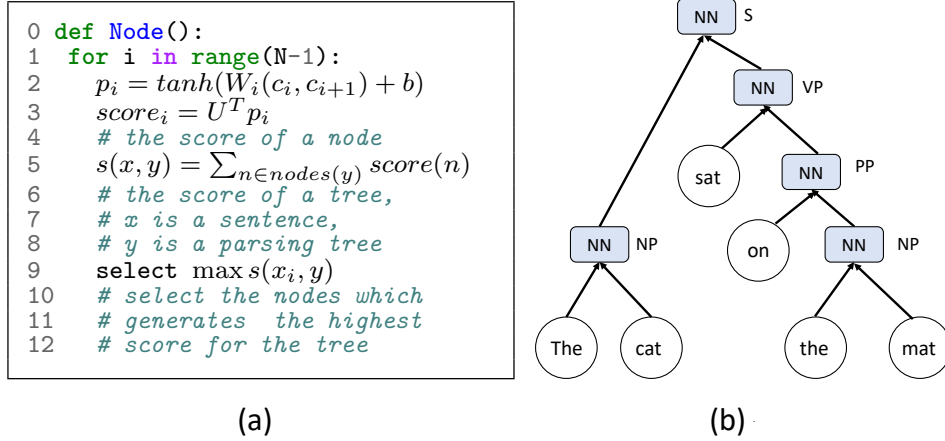 0 def Node():
1 for i in range(N-1):
2 p_i = tanh(W_i(c_i, c_{i+1}) + b)
3 score_i = U^T p_i
4 # the score of a node
5 s(x, y) = ∑_{n∈nodes(y)} score(n)
6 # the score of a tree,
7 # x is a sentence,
8 # y is a parsing tree
9 select max s(x_i, y)
10 # select the nodes which
11 # generates the highest
12 # score for the tree
(a)
NN S
NN VP
sat
NN PP
on
NN NP
NN NP
The cat
the mat
(b)